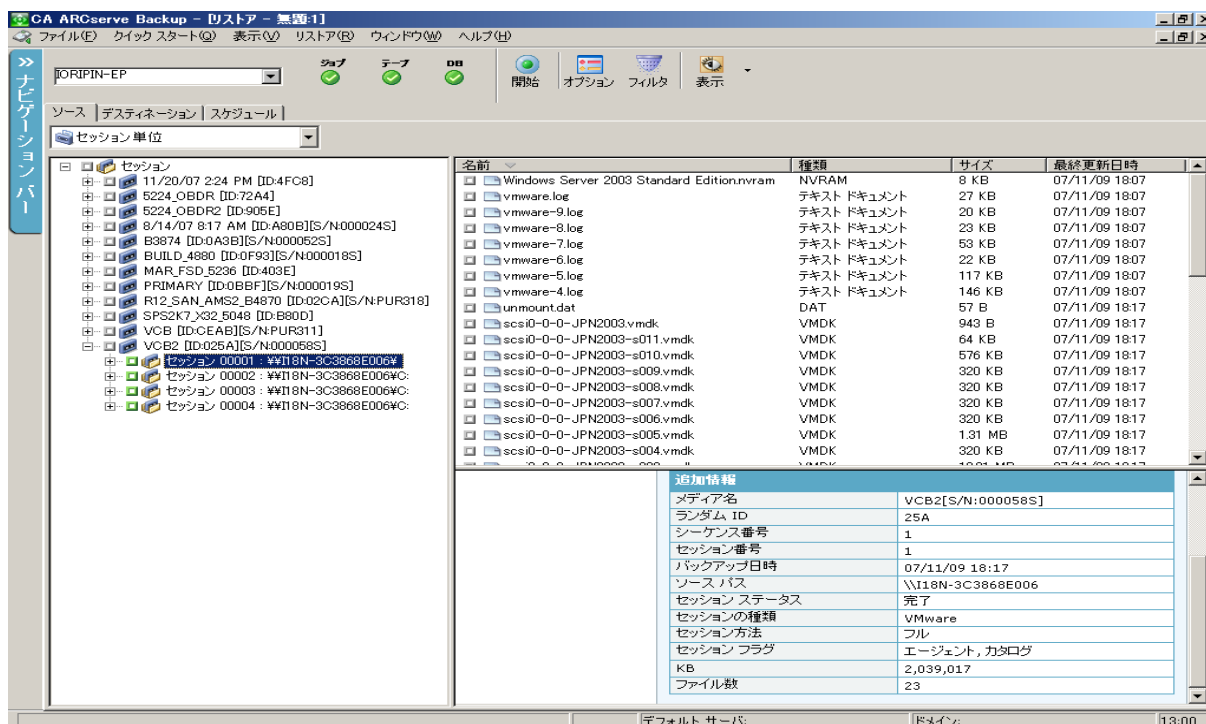 CA ARCserve Backup - [リストア - 無題:1]
ファイル(F) クイック スタート(Q) 表示(V) リストア(R) ウィンドウ(W) ヘルプ(H)
ナビゲーション バー
IORIPIN-EP
ジョブ テープ DB
開始 オプション フィルタ 表示
ソース デスティネーション スケジュール
セッション単位
セッション
11/20/07 2:24 PM [ID:4FC8]
5224_OBDR [ID:72A4]
5224_OBDR2 [ID:905E]
8/14/07 8:17 AM [ID:A80B][S/N:000024S]
B3874 [ID:0A3B][S/N:000052S]
BUILD_4880 [ID:0F93][S/N:000018S]
MAR_FSD_5236 [ID:403E]
PRIMARY [ID:0BBF][S/N:000019S]
R12_SAN_AMS2_B4870 [ID:02CA][S/N:PUR318]
SPS2K7_X32_5048 [ID:B80D]
VCB [ID:CEAB][S/N:PUR311]
VCB2 [ID:025A][S/N:000058S]
セッション 00001 : ¥¥I18N-3C3868E006¥
セッション 00002 : ¥¥I18N-3C3868E006¥C:
セッション 00003 : ¥¥I18N-3C3868E006¥C:
セッション 00004 : ¥¥I18N-3C3868E006¥C:
名前 種類 サイズ 最終更新日時
Windows Server 2003 Standard Edition.nvram NVRAM 8 KB 07/11/09 18:07
vmware.log テキスト ドキュメント 27 KB 07/11/09 18:07
vmware-9.log テキスト ドキュメント 20 KB 07/11/09 18:07
vmware-8.log テキスト ドキュメント 23 KB 07/11/09 18:07
vmware-7.log テキスト ドキュメント 53 KB 07/11/09 18:07
vmware-6.log テキスト ドキュメント 22 KB 07/11/09 18:07
vmware-5.log テキスト ドキュメント 117 KB 07/11/09 18:07
vmware-4.log テキスト ドキュメント 146 KB 07/11/09 18:07
unmount.dat DAT 57 B 07/11/09 18:17
scsi0-0-0-JPN2003.vmdk VMDK 943 B 07/11/09 18:17
scsi0-0-0-JPN2003-s011.vmdk VMDK 64 KB 07/11/09 18:17
scsi0-0-0-JPN2003-s010.vmdk VMDK 576 KB 07/11/09 18:17
scsi0-0-0-JPN2003-s009.vmdk VMDK 320 KB 07/11/09 18:17
scsi0-0-0-JPN2003-s008.vmdk VMDK 320 KB 07/11/09 18:17
scsi0-0-0-JPN2003-s007.vmdk VMDK 320 KB 07/11/09 18:17
scsi0-0-0-JPN2003-s006.vmdk VMDK 320 KB 07/11/09 18:17
scsi0-0-0-JPN2003-s005.vmdk VMDK 1.31 MB 07/11/09 18:17
scsi0-0-0-JPN2003-s004.vmdk VMDK 320 KB 07/11/09 18:17
追加情報
メディア名 VCB2[S/N:000058S]
ランダム ID 25A
シーケンス番号 1
セッション番号 1
バックアップ日時 07/11/09 18:17
ソース パス \\I18N-3C3868E006
セッション ステータス 完了
セッションの種類 VMware
セッション方法 フル
セッション フラグ エージェント, カタログ
KB 2,039,017
ファイル数 23
デフォルト サーバ: ドメイン: 13:00